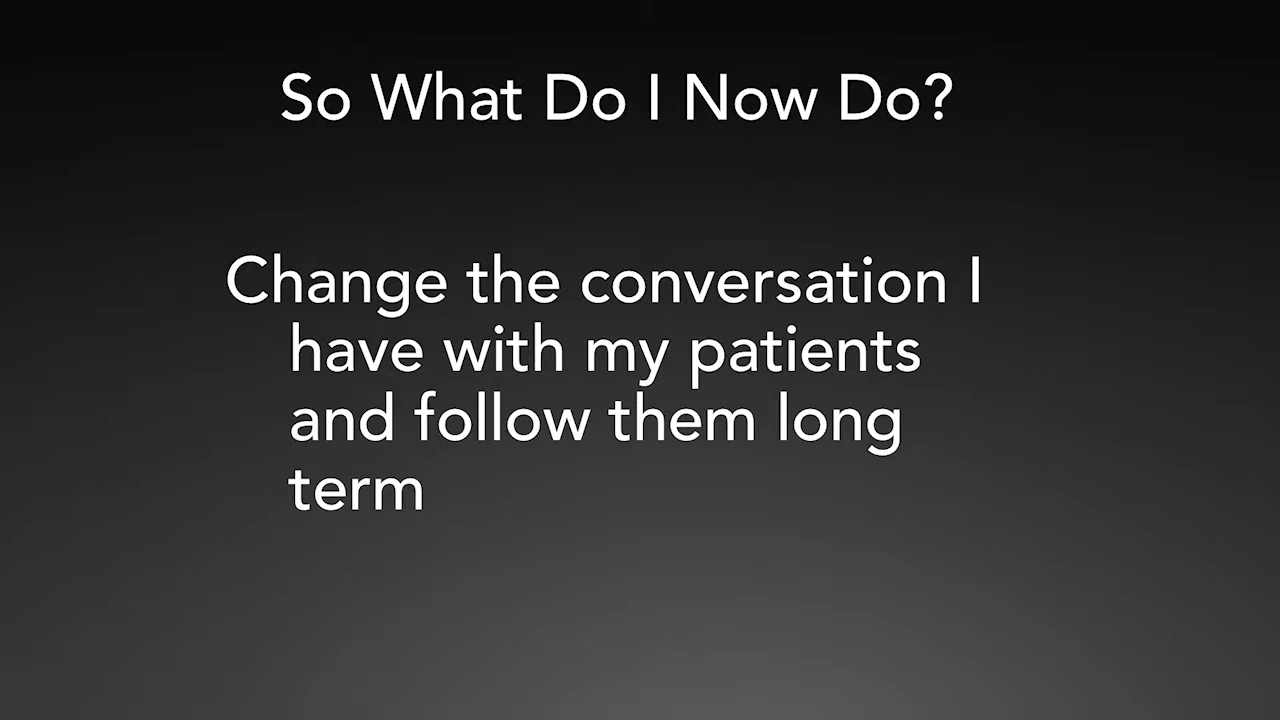 So What Do I Now Do?
Change the conversation I
have with my patients
and follow them long
term